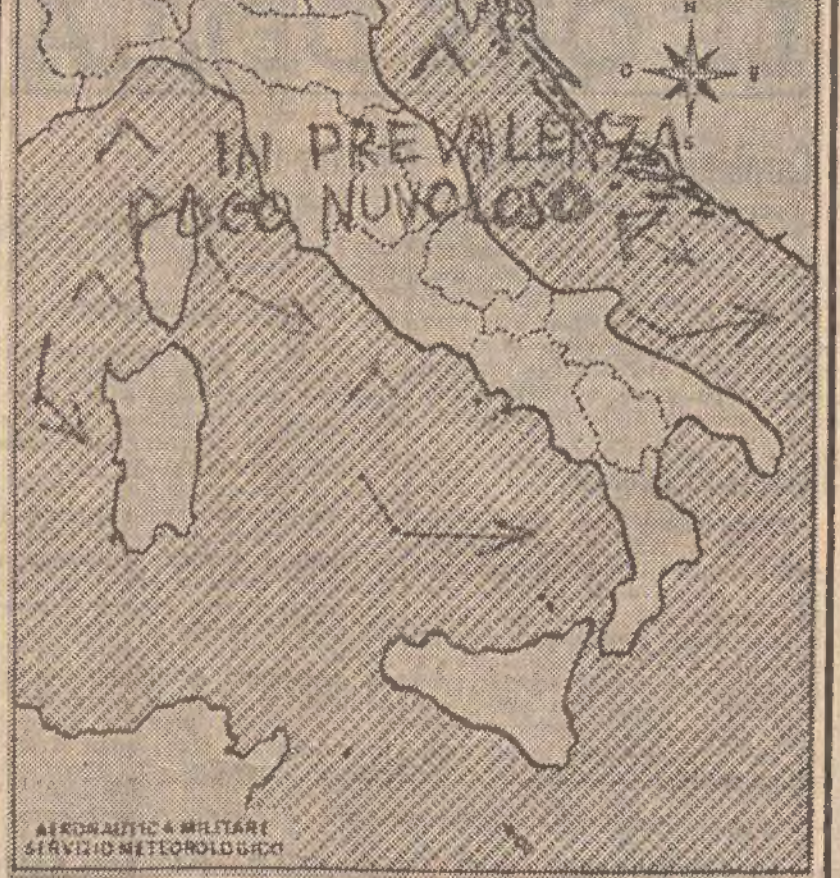 N
O E
S
IN PREVALENZA
POCO NUVOLOSO
AERONAUTICA MILITARE
SERVIZIO METEOROLOGICO